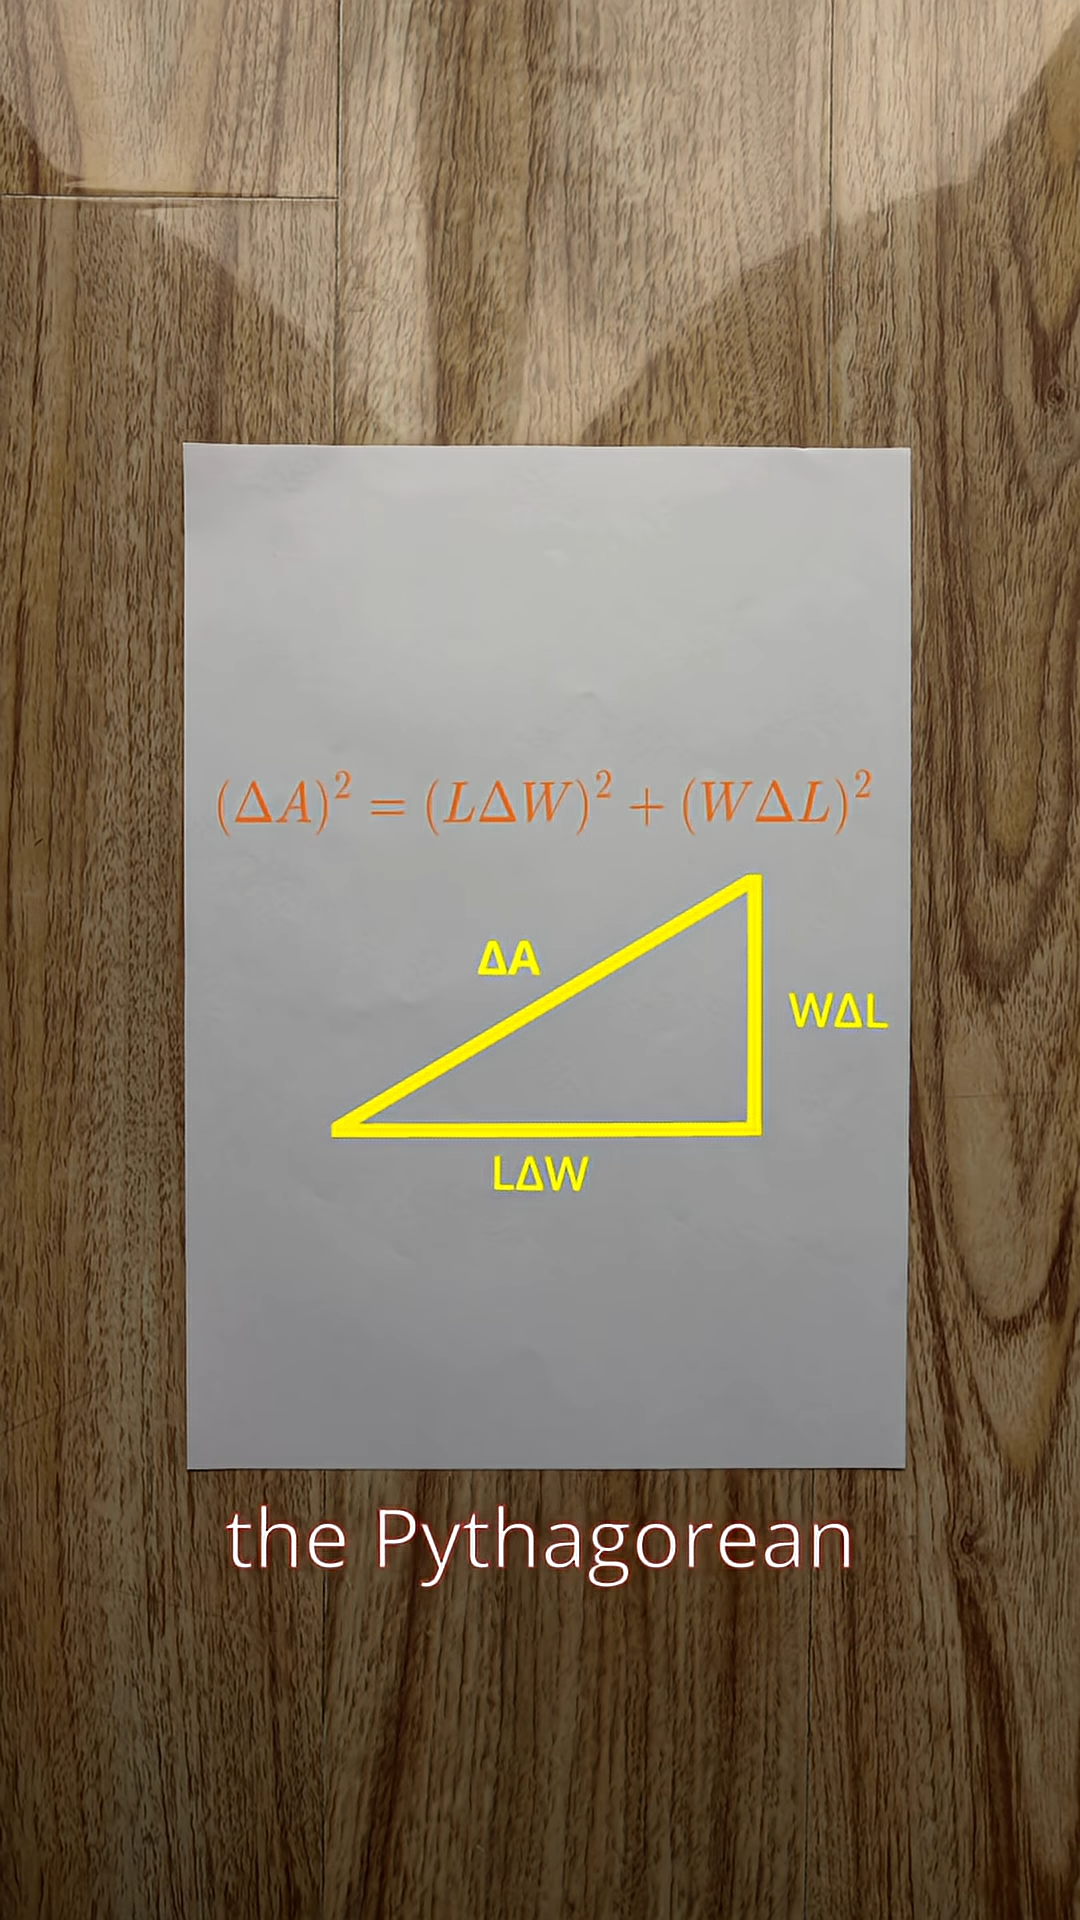 (ΔA)² = (LΔW)² + (WΔL)²
ΔA
WΔL
LΔW
the Pythagorean